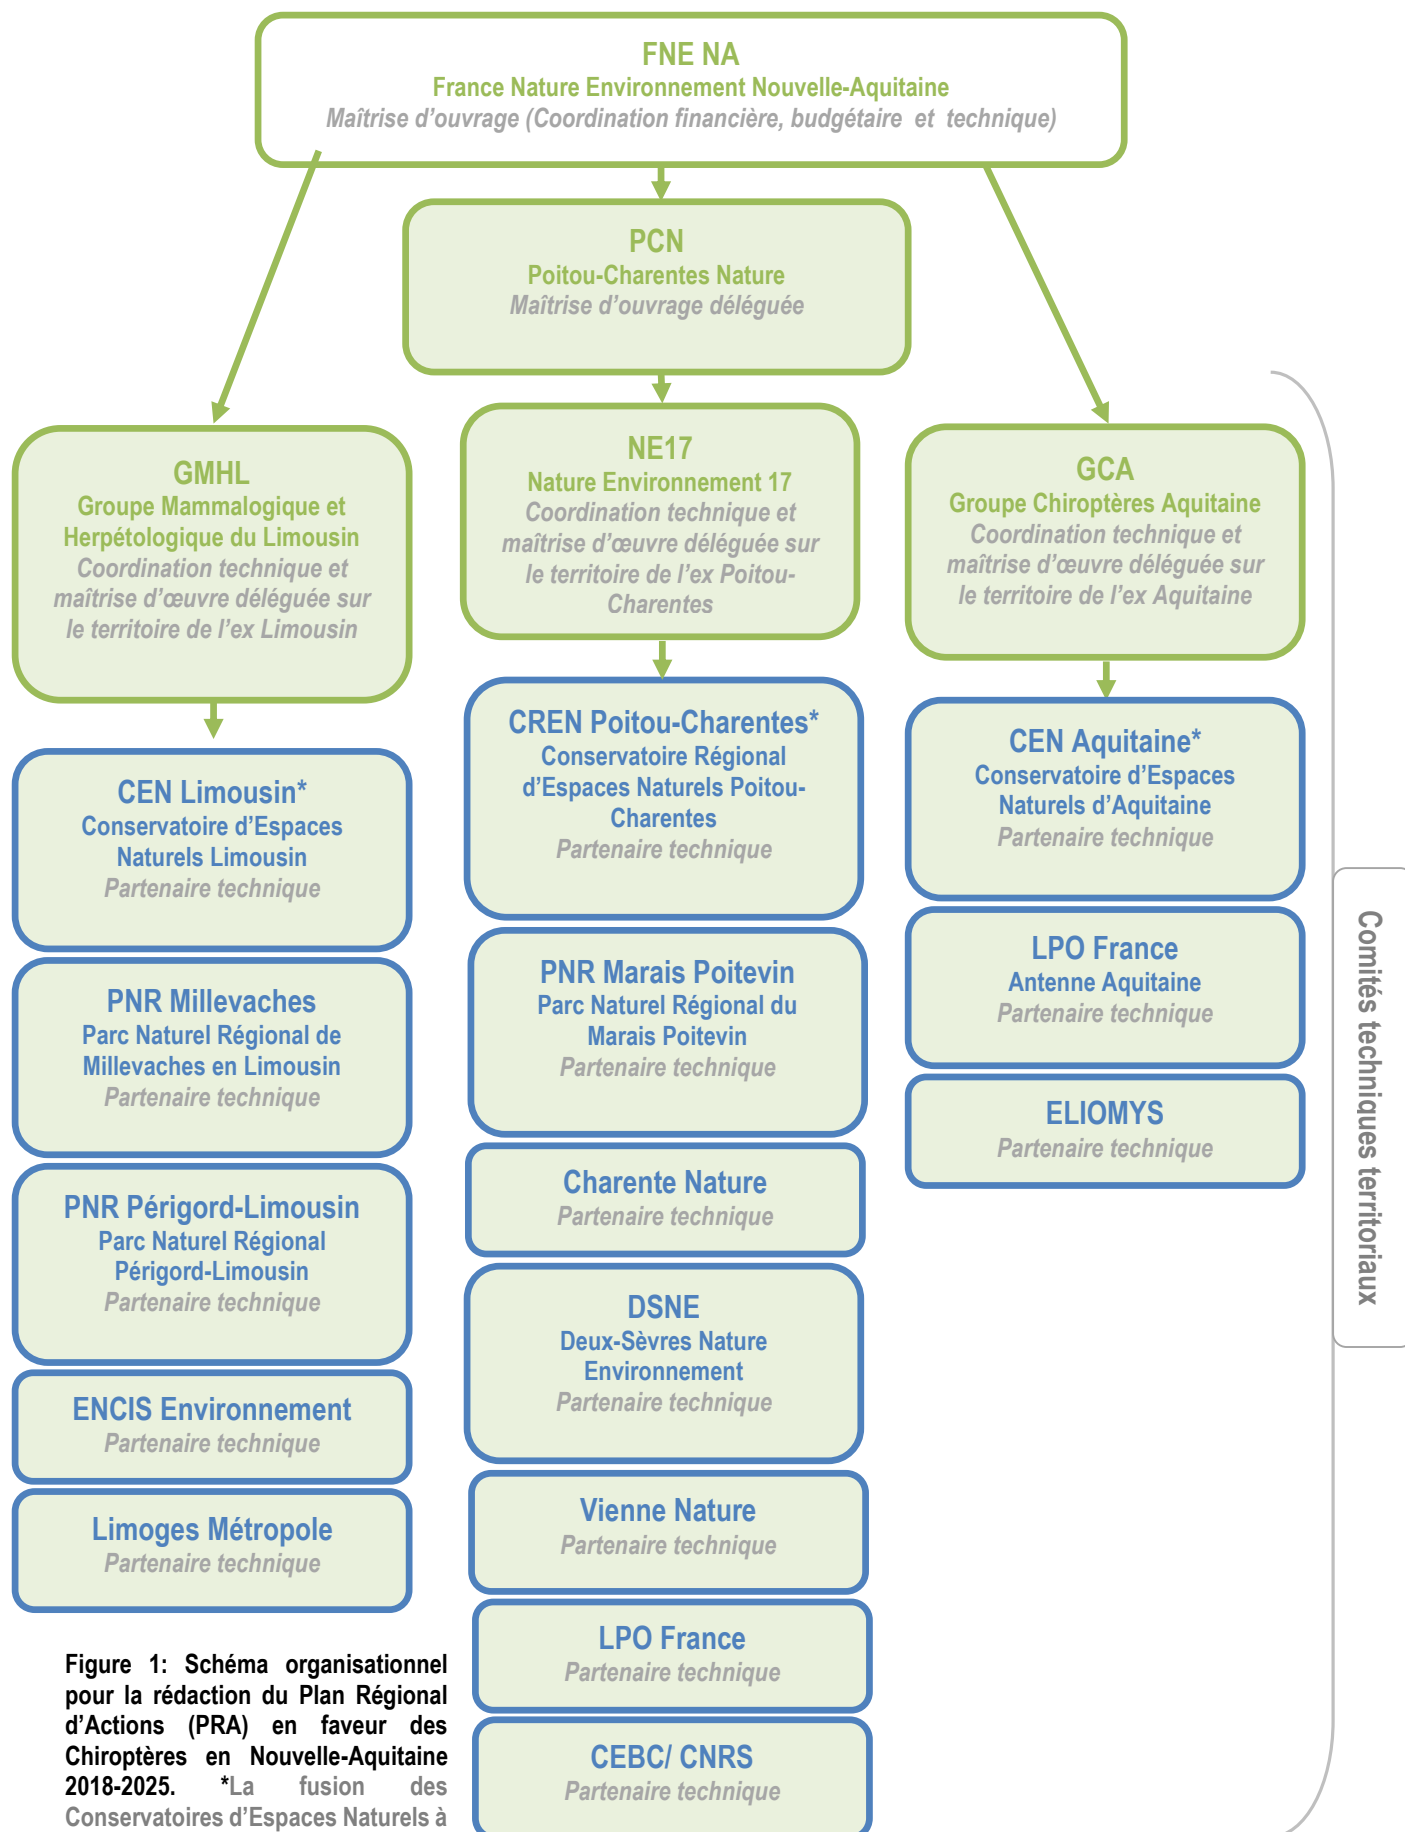 FNE NA
France Nature Environnement Nouvelle-Aquitaine
Maîtrise d'ouvrage (Coordination financière, budgétaire et technique)
PCN
Poitou-Charentes Nature
Maîtrise d'ouvrage déléguée
GMHL
Groupe Mammalogique et
Herpétologique du Limousin
Coordination technique et
maîtrise d'œuvre déléguée sur
le territoire de l'ex Limousin
NE17
Nature Environnement 17
Coordination technique et
maîtrise d'œuvre déléguée sur
le territoire de l'ex Poitou-
Charentes
GCA
Groupe Chiroptères Aquitaine
Coordination technique et
maîtrise d'œuvre déléguée sur
le territoire de l'ex Aquitaine
CEN Limousin*
Conservatoire d'Espaces
Naturels Limousin
Partenaire technique
PNR Millevaches
Parc Naturel Régional de
Millevaches en Limousin
Partenaire technique
PNR Périgord-Limousin
Parc Naturel Régional
Périgord-Limousin
Partenaire technique
ENCIS Environnement
Partenaire technique
Limoges Métropole
Partenaire technique
CREN Poitou-Charentes*
Conservatoire Régional
d'Espaces Naturels Poitou-
Charentes
Partenaire technique
PNR Marais Poitevin
Parc Naturel Régional du
Marais Poitevin
Partenaire technique
Charente Nature
Partenaire technique
DSNE
Deux-Sèvres Nature
Environnement
Partenaire technique
Vienne Nature
Partenaire technique
LPO France
Partenaire technique
CEBC/ CNRS
Partenaire technique
CEN Aquitaine*
Conservatoire d'Espaces
Naturels d'Aquitaine
Partenaire technique
LPO France
Antenne Aquitaine
Partenaire technique
ELIOMYS
Partenaire technique
Comités techniques territoriaux
Figure 1: Schéma organisationnel
pour la rédaction du Plan Régional
d'Actions (PRA) en faveur des
Chiroptères en Nouvelle-Aquitaine
2018-2025. *La fusion des
Conservatoires d'Espaces Naturels à